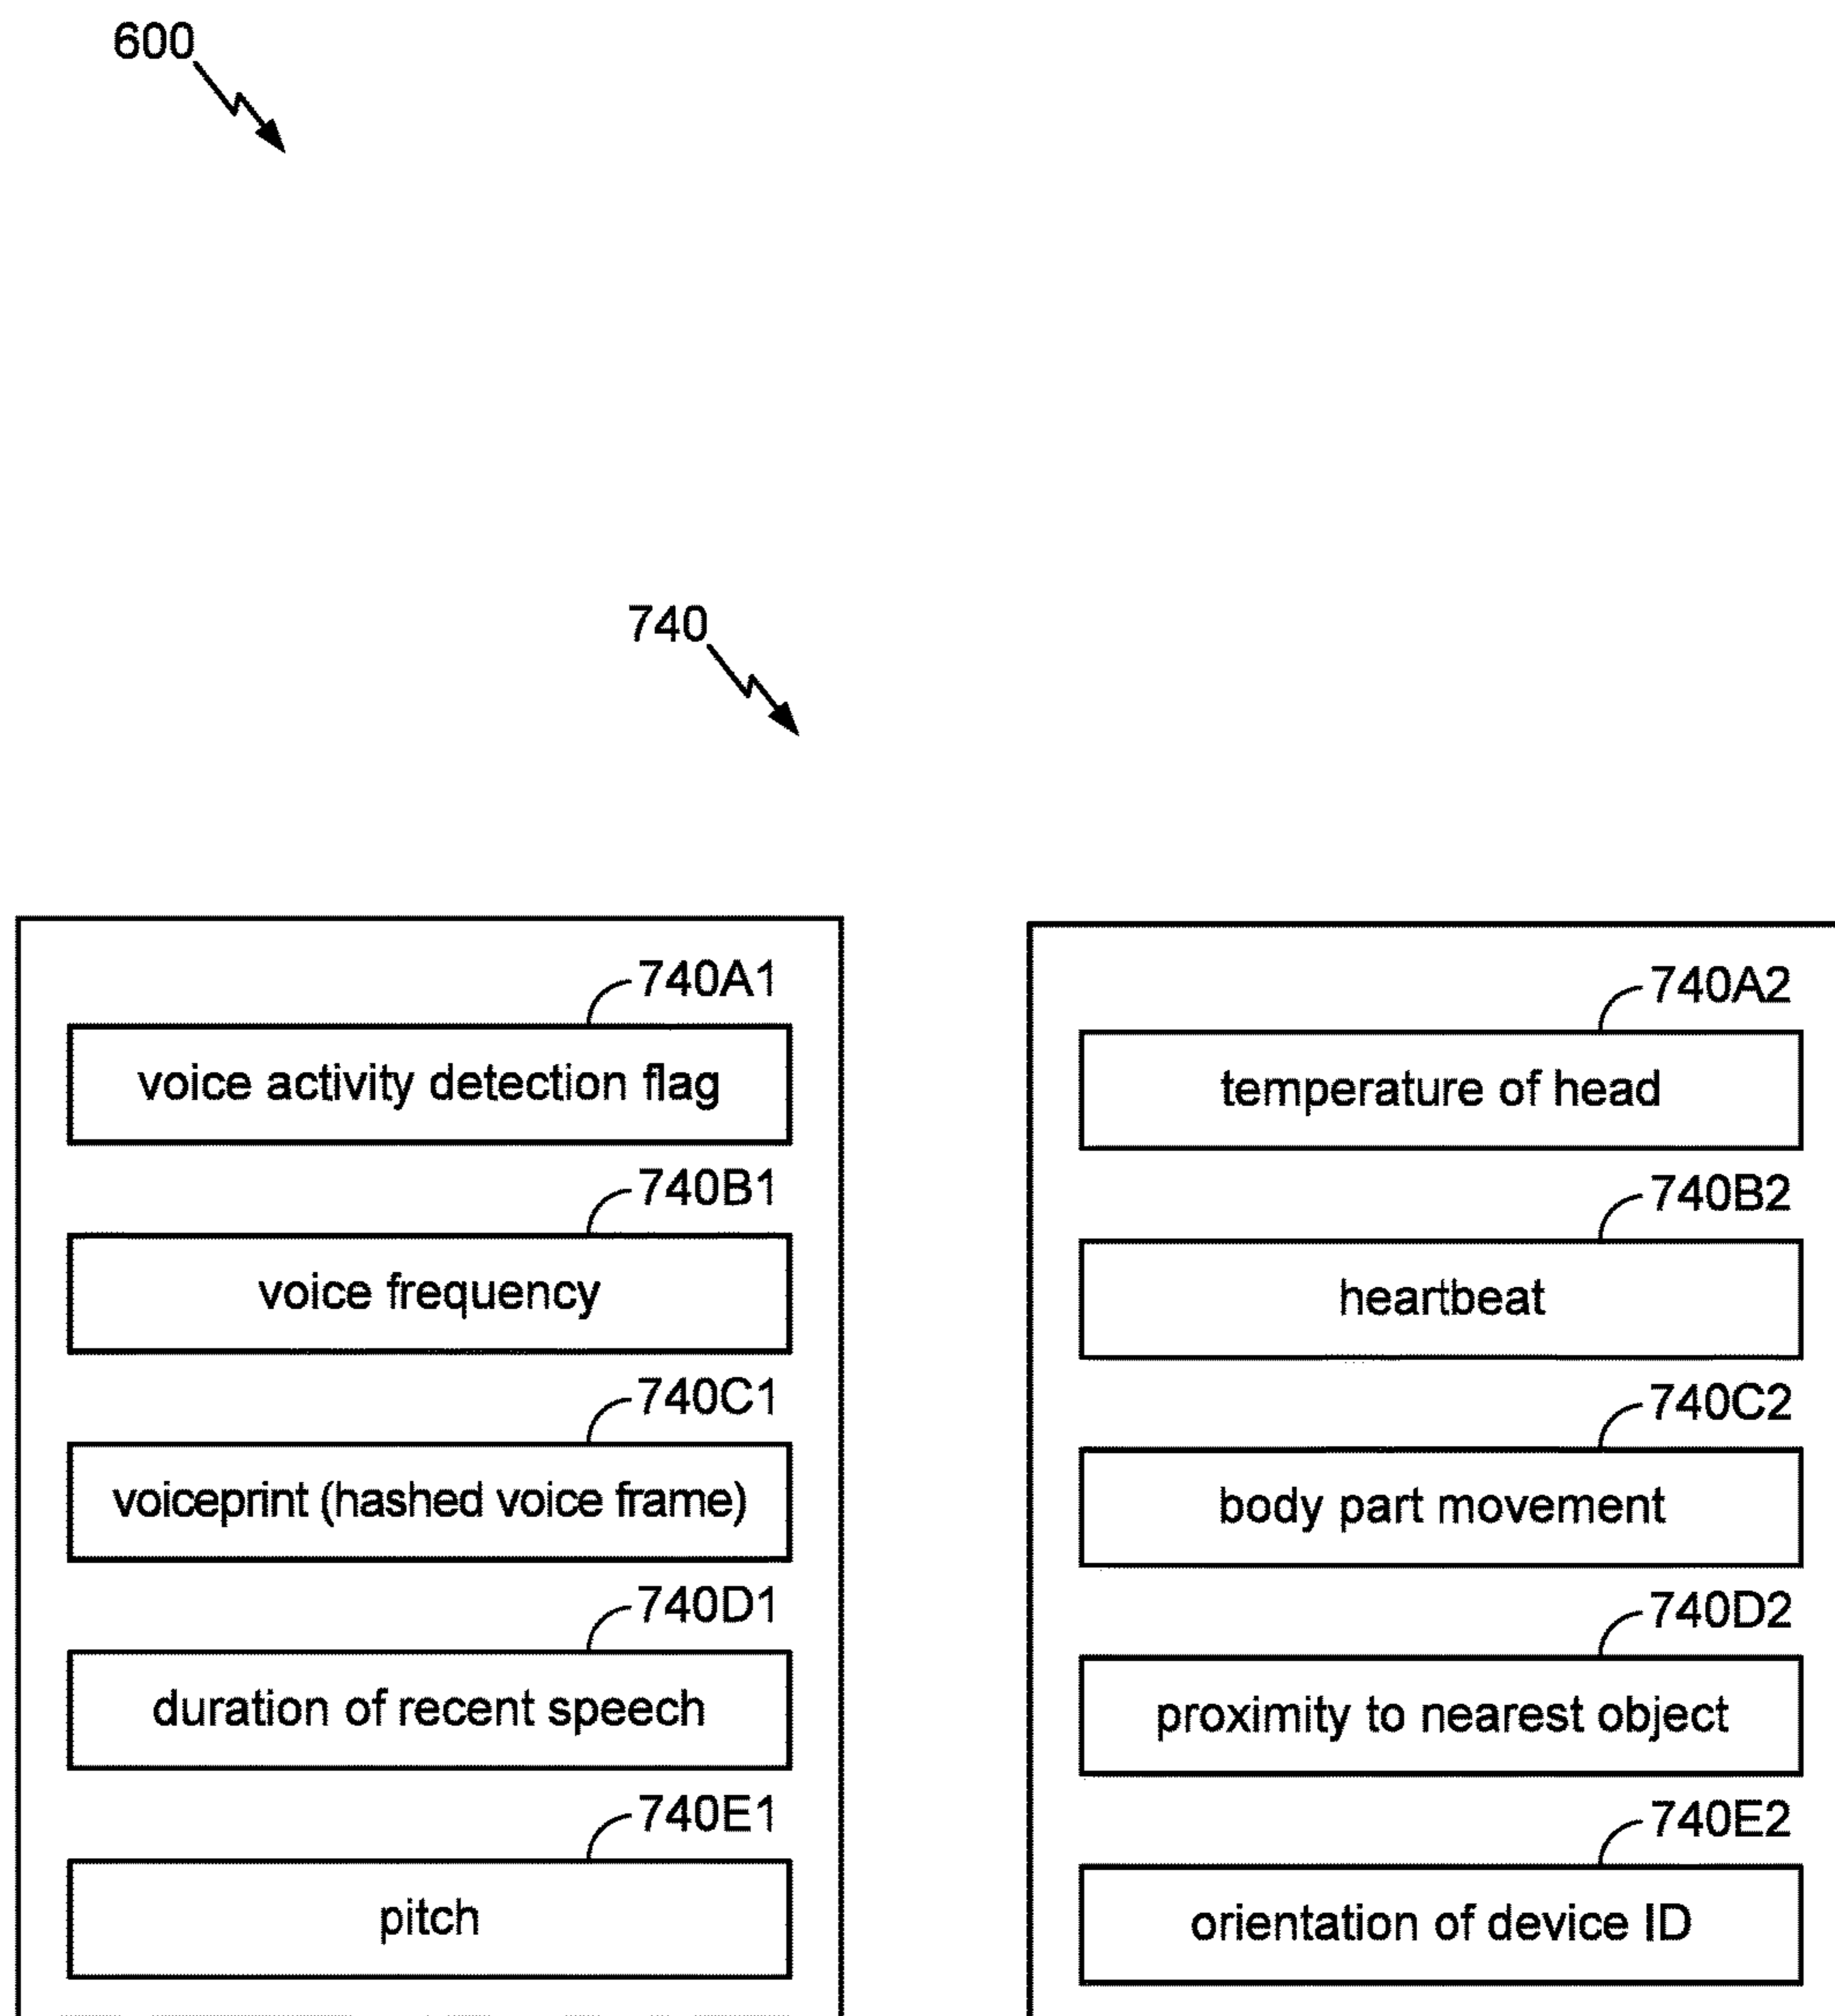 600
740
740A1
voice activity detection flag
740B1
voice frequency
740C1
voiceprint (hashed voice frame)
740D1
duration of recent speech
740E1
pitch
740A2
temperature of head
740B2
heartbeat
740C2
body part movement
740D2
proximity to nearest object
740E2
orientation of device ID